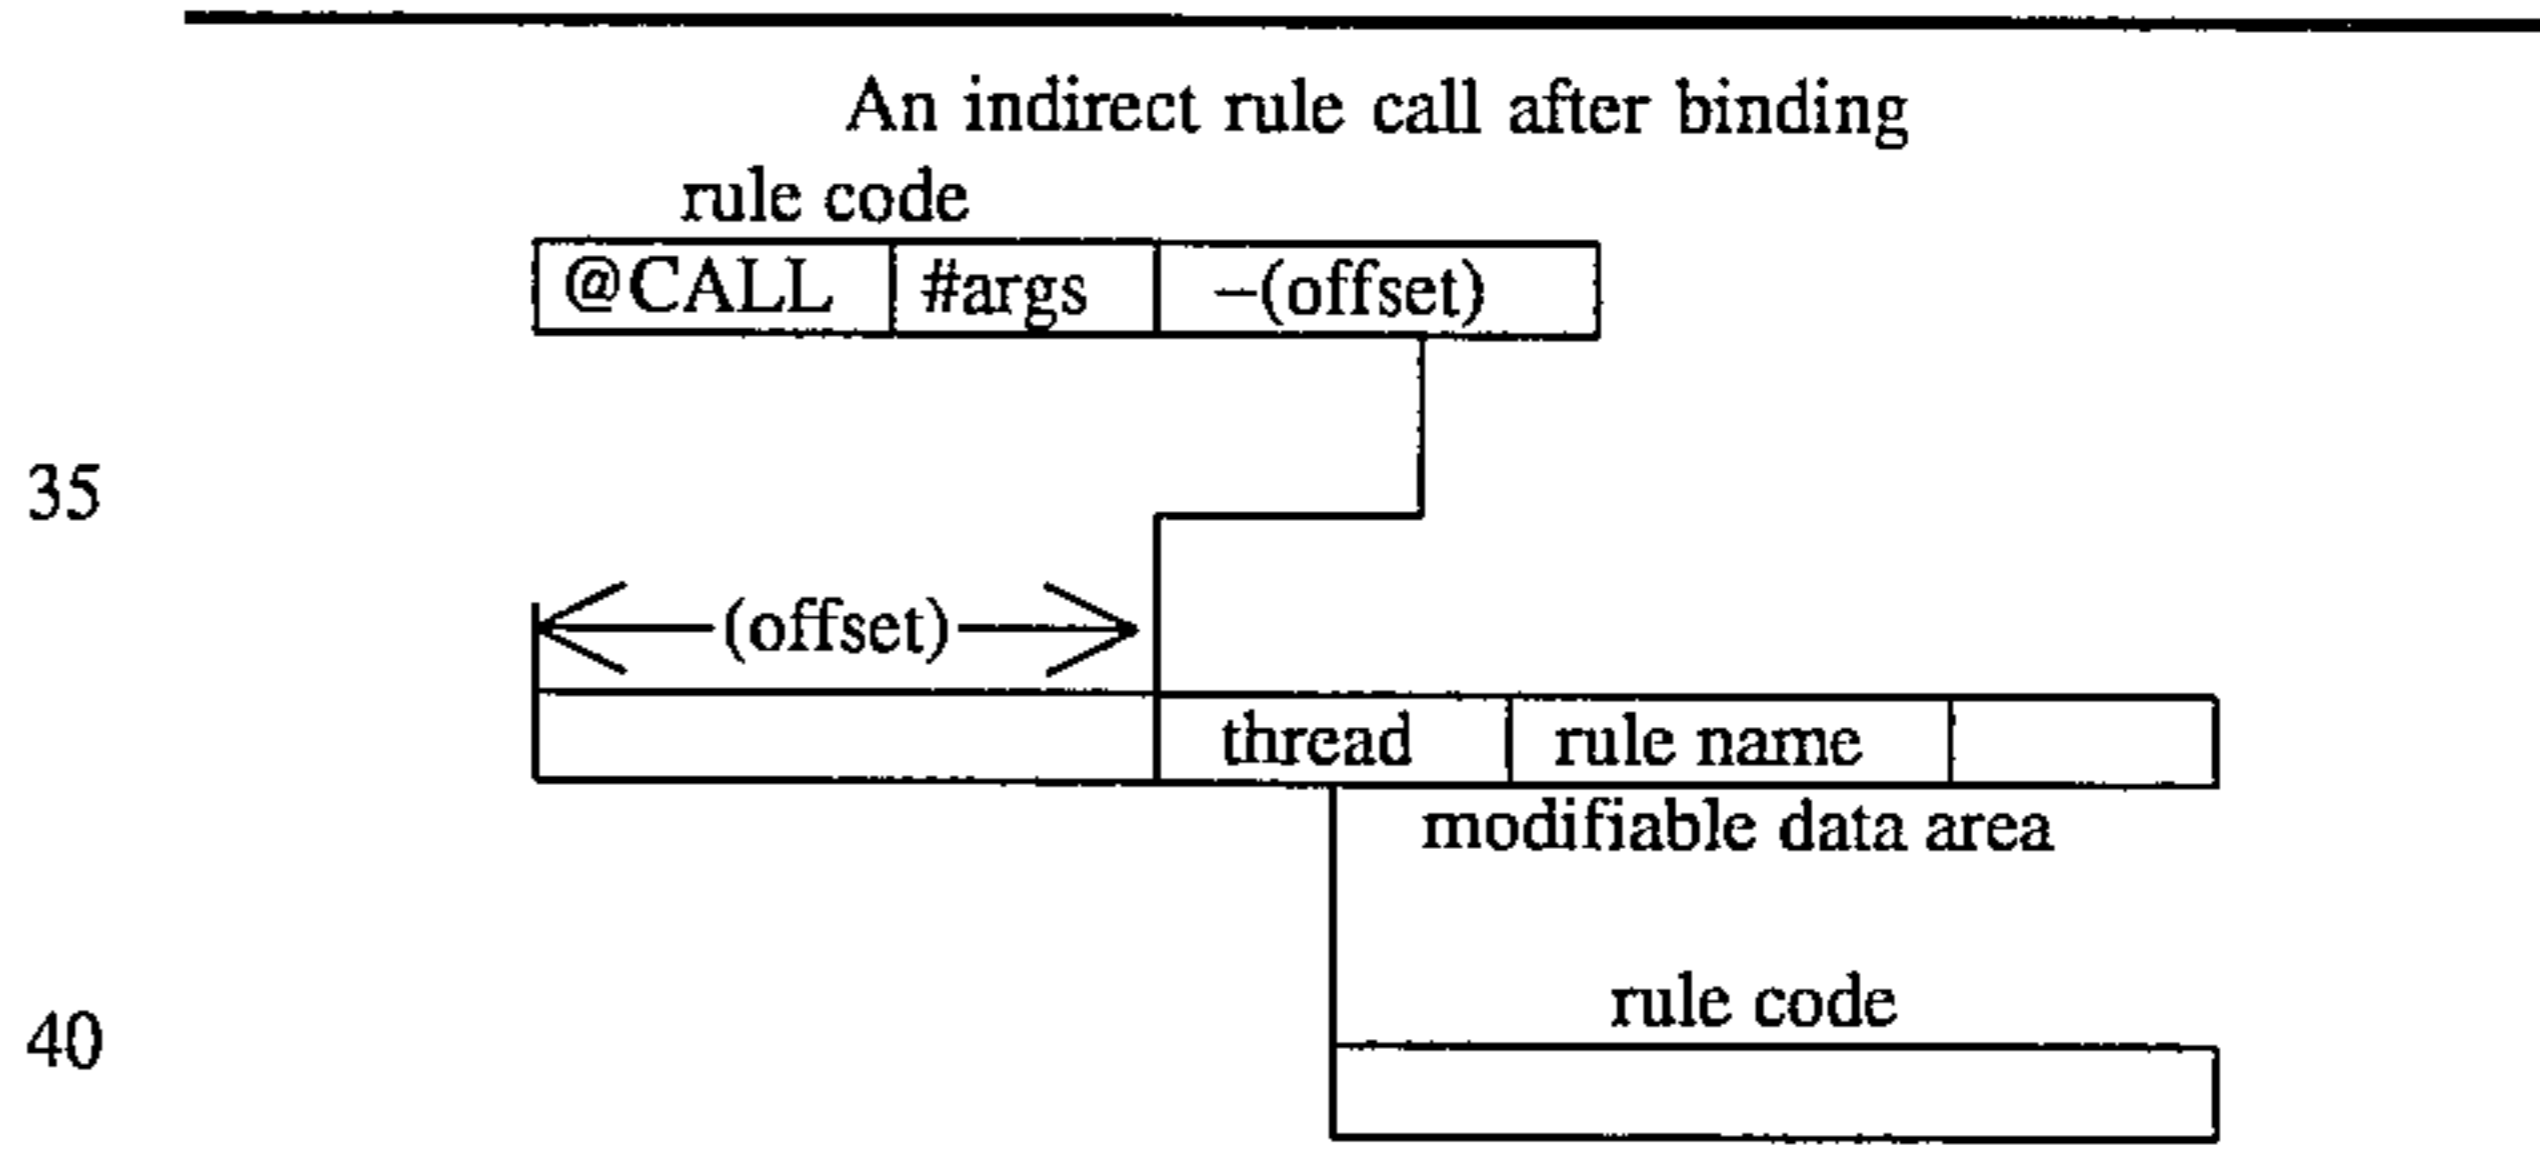 An indirect rule call after binding
rule code
@CALL #args –(offset)
35
(offset)
thread rule name
modifiable data area
rule code
40